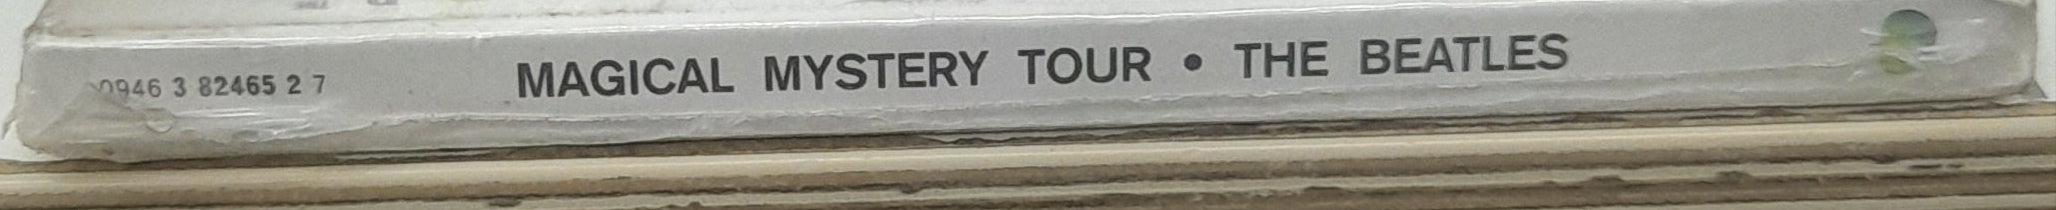 0946 3 82465 2 7 MAGICAL MYSTERY TOUR • THE BEATLES